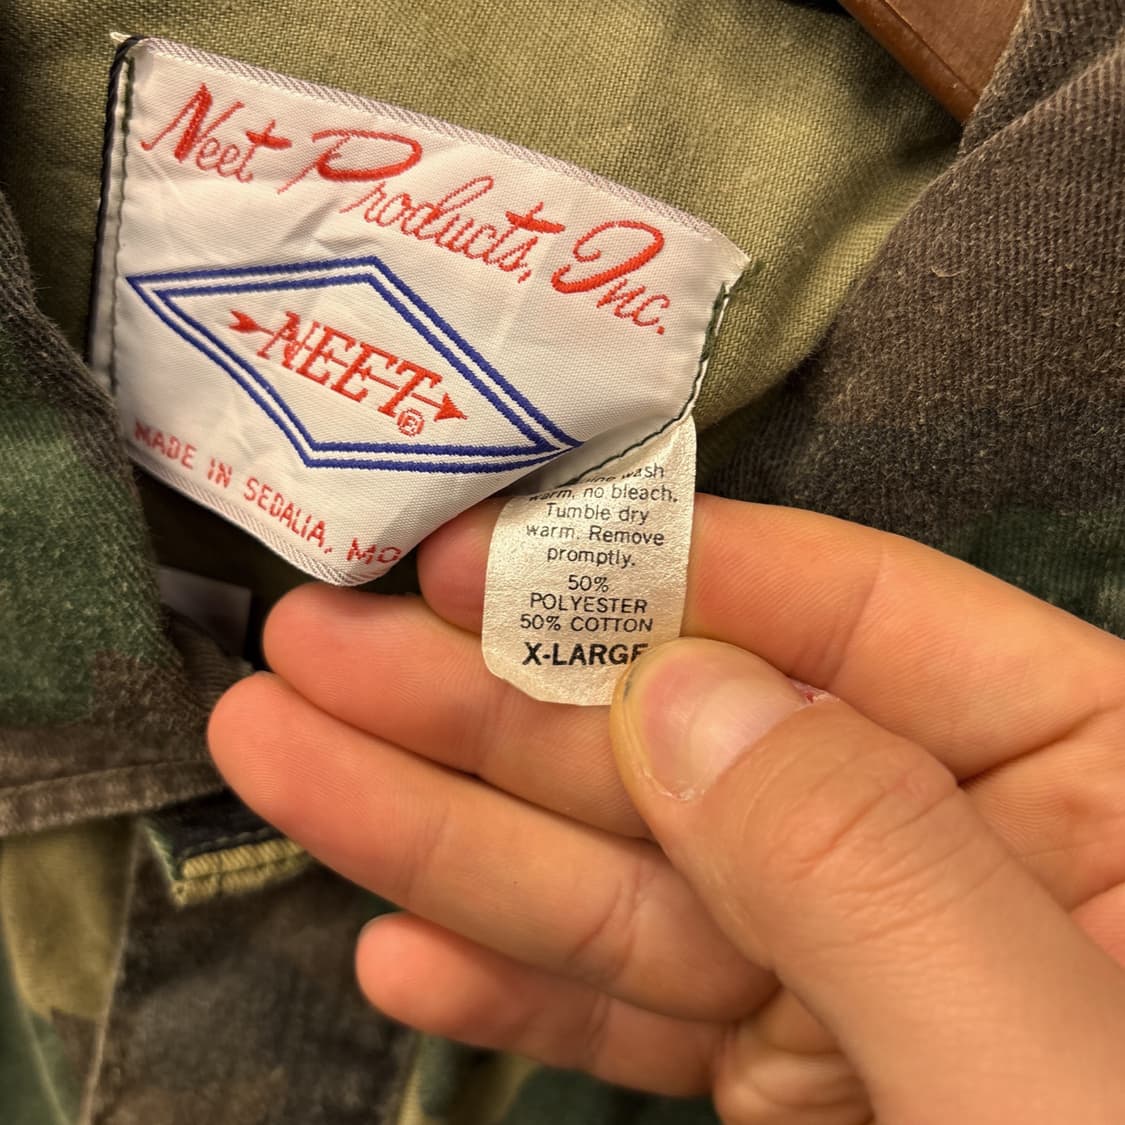 Neet Products, Inc.
NEET®
MADE IN SEDALIA, MO
wash
warm, no bleach.
Tumble dry
warm. Remove
promptly.
50%
POLYESTER
50% COTTON
X-LARGE